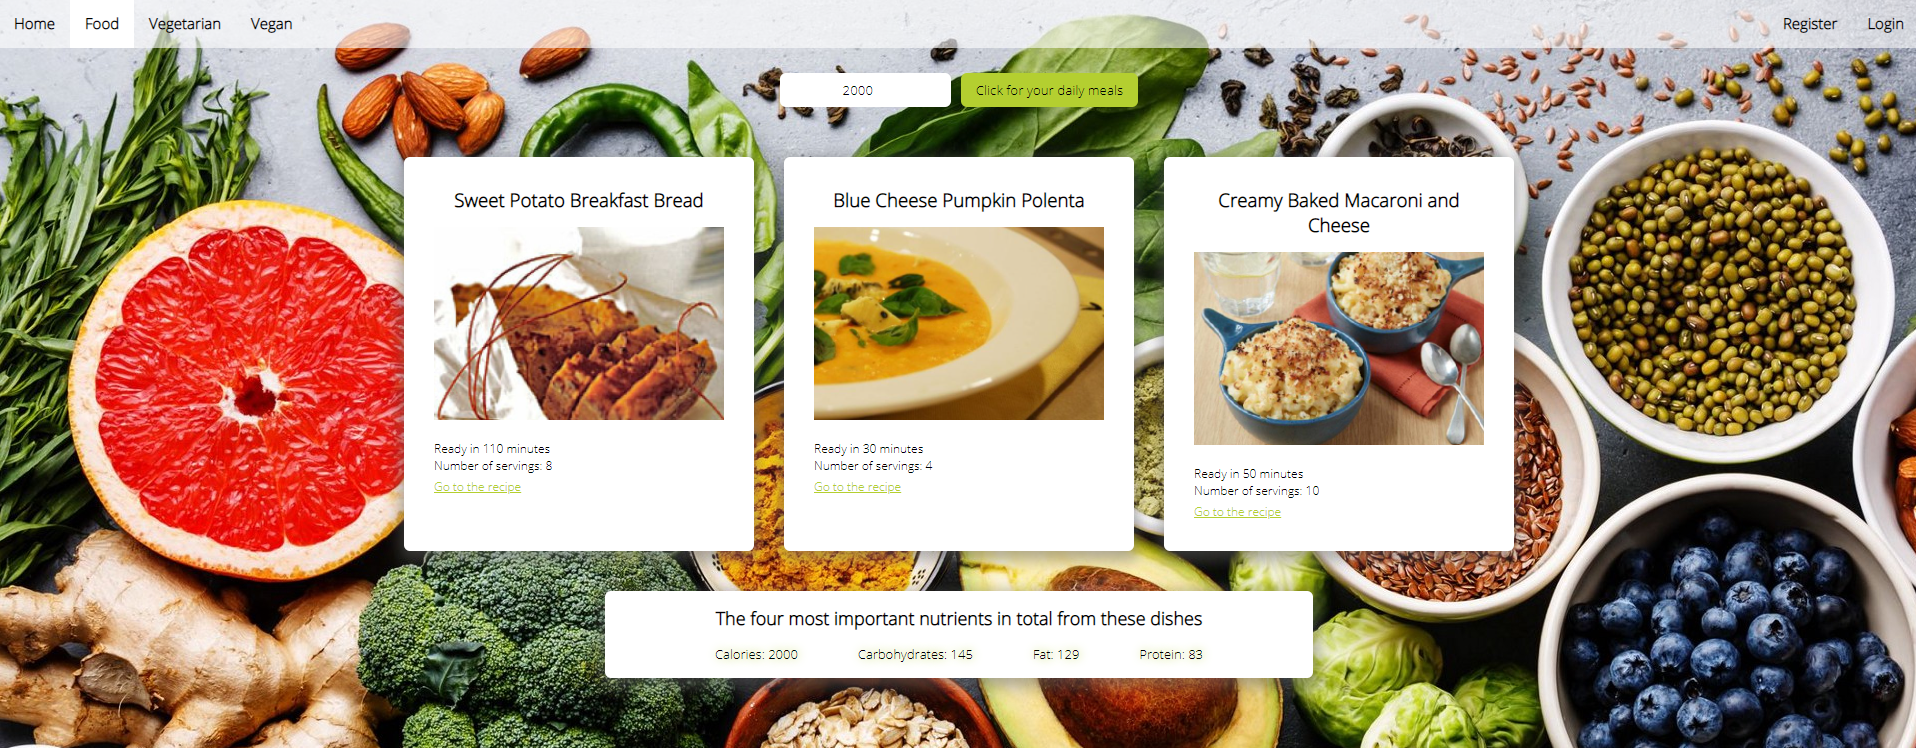 Home Food Vegetarian Vegan Register Login
2000 Click for your daily meals
Sweet Potato Breakfast Bread
Ready in 110 minutes
Number of servings: 8
Go to the recipe
Blue Cheese Pumpkin Polenta
Ready in 30 minutes
Number of servings: 4
Go to the recipe
Creamy Baked Macaroni and
Cheese
Ready in 50 minutes
Number of servings: 10
Go to the recipe
The four most important nutrients in total from these dishes
Calories: 2000 Carbohydrates: 145 Fat: 129 Protein: 83